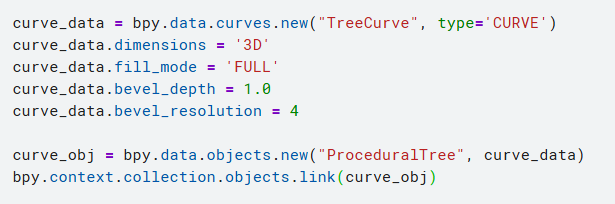 curve_data = bpy.data.curves.new("TreeCurve", type='CURVE')
curve_data.dimensions = '3D'
curve_data.fill_mode = 'FULL'
curve_data.bevel_depth = 1.0
curve_data.bevel_resolution = 4
curve_obj = bpy.data.objects.new("ProceduralTree", curve_data)
bpy.context.collection.objects.link(curve_obj)